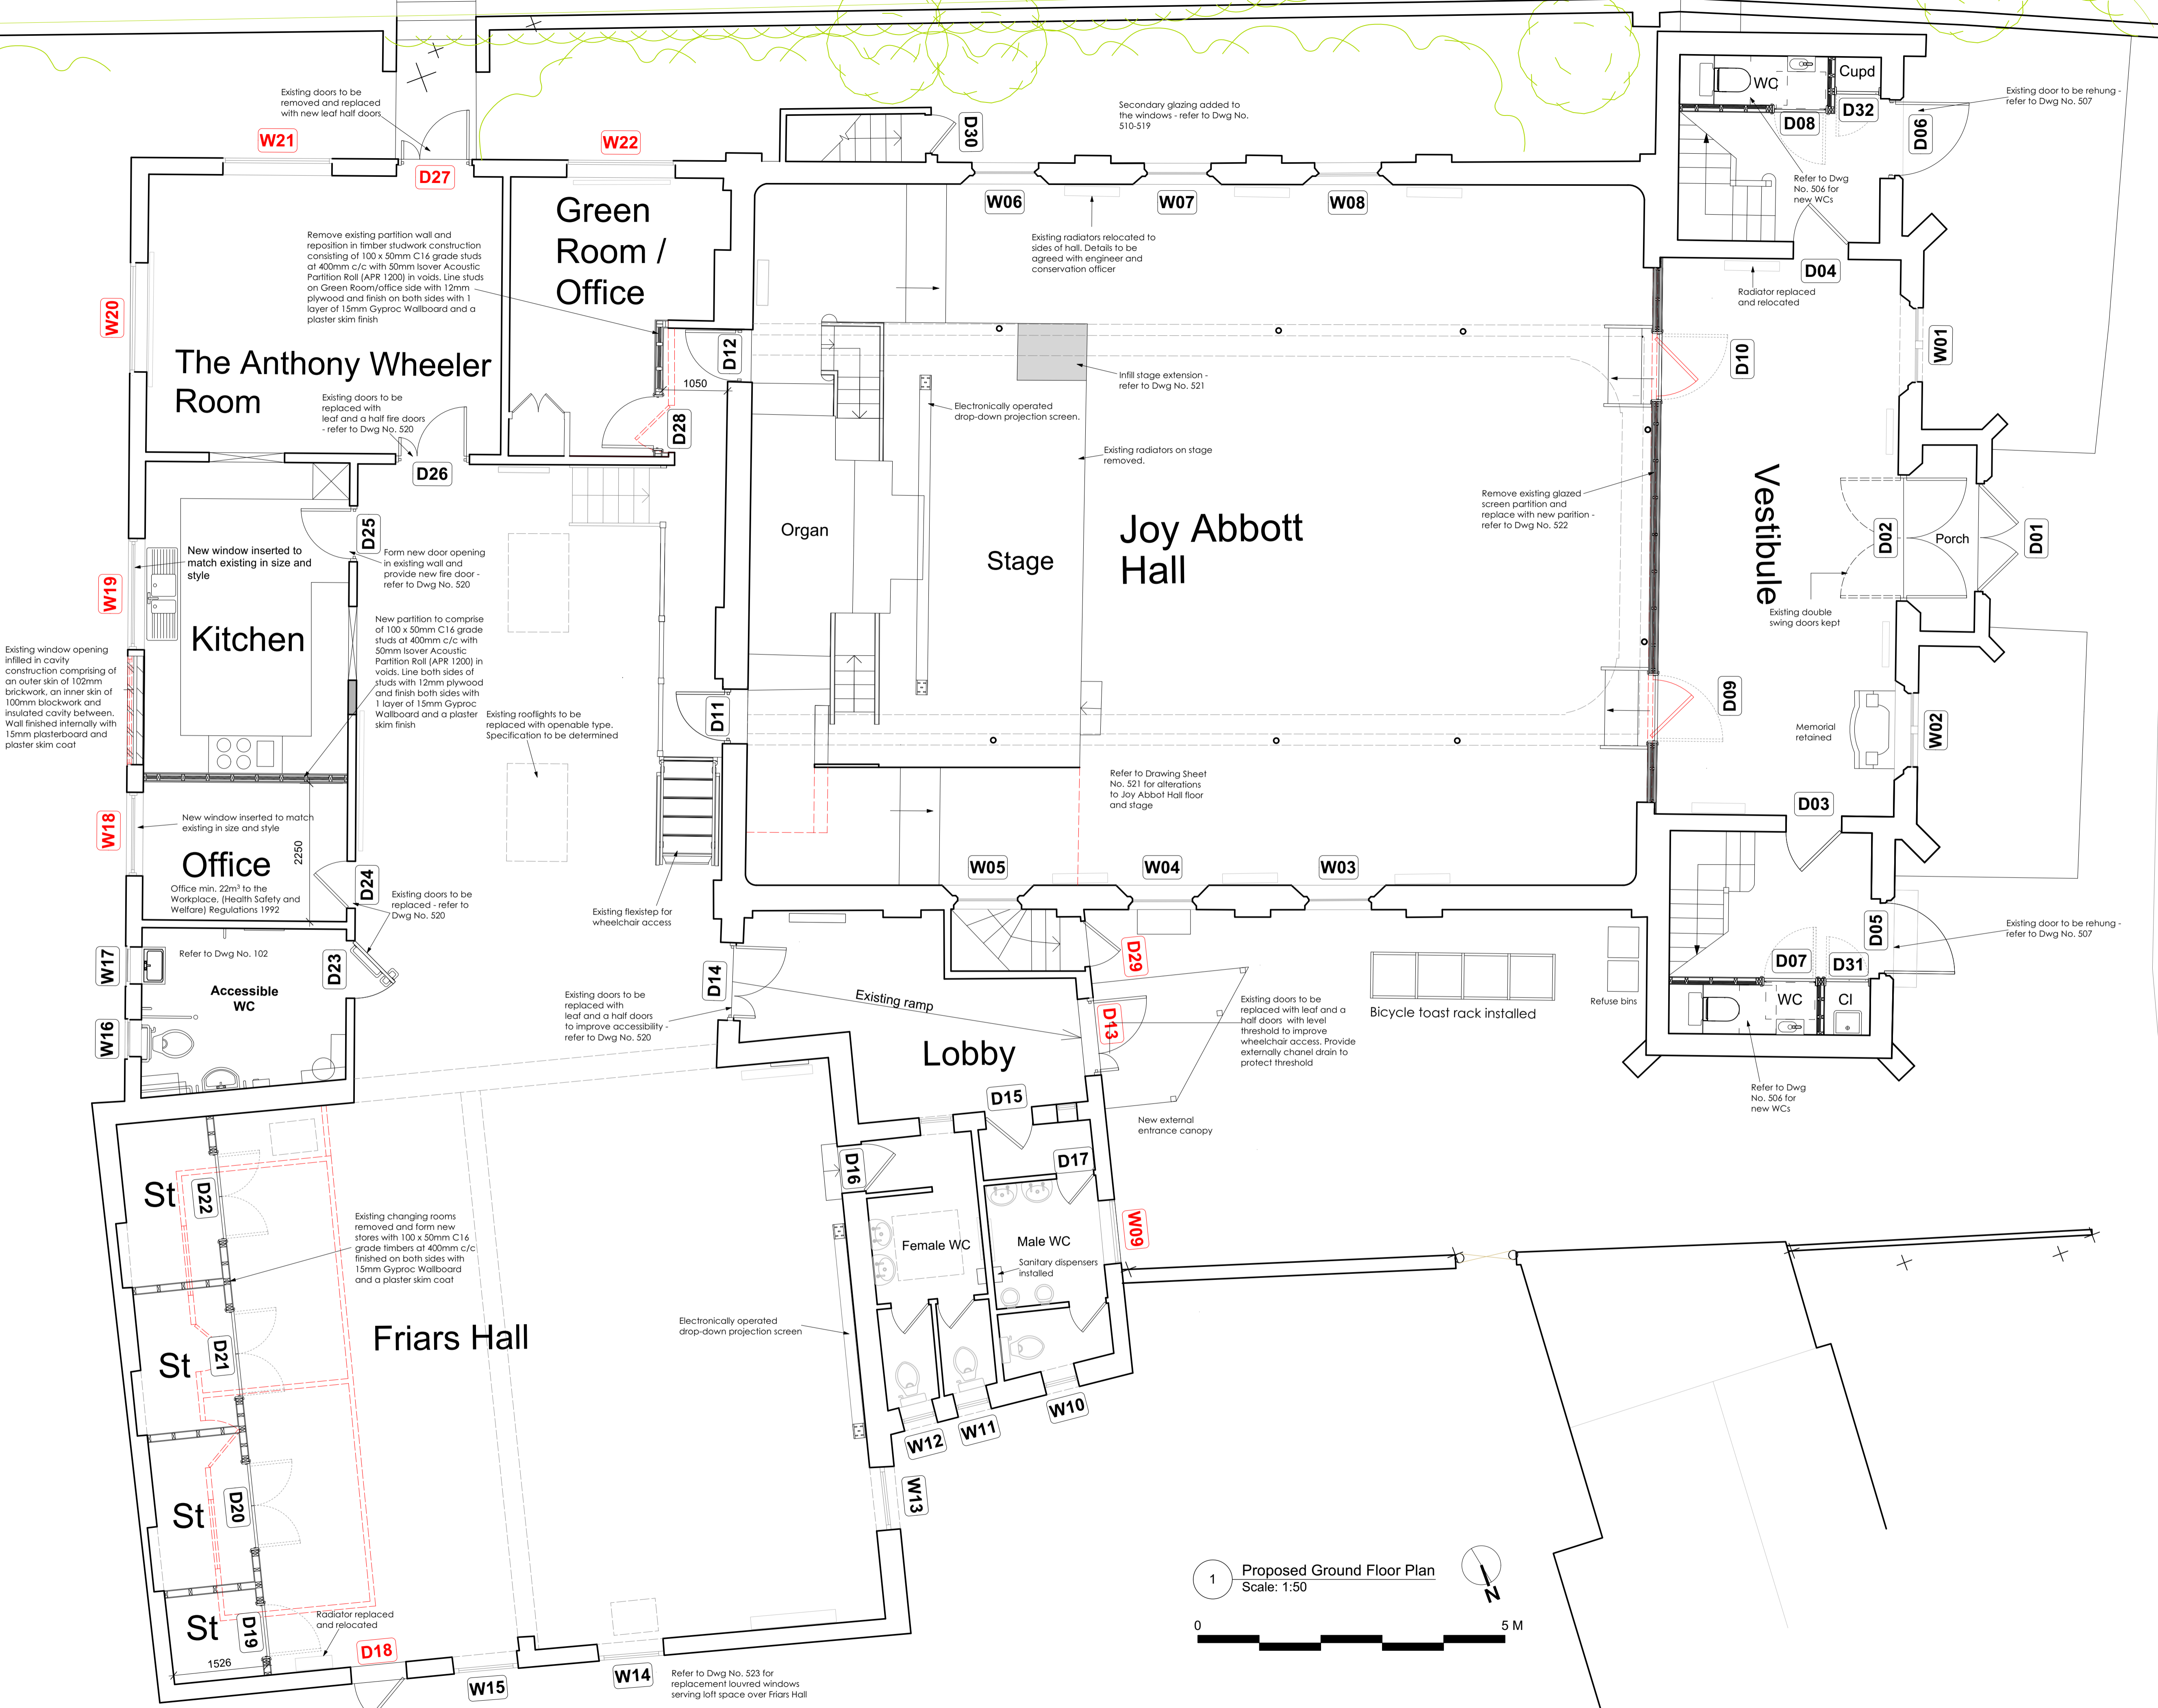 Existing doors to be
removed and replaced
with new leaf half doors
W21
D27
W22
D30
Secondary glazing added to
the windows - refer to Dwg No.
510-519
WC
Cupd
D32
D08
D06
Existing door to be rehung -
refer to Dwg No. 507
Refer to Dwg
No. 506 for
new WCs
W06
W07
W08
Existing radiators relocated to
sides of hall. Details to be
agreed with engineer and
conservation officer
D04
Radiator replaced
and relocated
Green
Room /
Office
Remove existing partition wall and
reposition in timber studwork construction
consisting of 100 x 50mm C16 grade studs
at 400mm c/c with 50mm Isover Acoustic
Partition Roll (APR 1200) in voids. Line studs
on Green Room/office side with 12mm
plywood and finish on both sides with 1
layer of 15mm Gyproc Wallboard and a
plaster skim finish
W20
The Anthony Wheeler
Room
Existing doors to be
replaced with
leaf and a half fire doors
- refer to Dwg No. 520
D26
D12
1050
D28
Infill stage extension -
refer to Dwg No. 521
Electronically operated
drop-down projection screen.
Existing radiators on stage
removed.
D10
W01
Organ
Stage
Joy Abbott
Hall
Remove existing glazed
screen partition and
replace with new parition -
refer to Dwg No. 522
Vestibule
D02
Porch
D01
Existing double
swing doors kept
D25
Form new door opening
in existing wall and
provide new fire door -
refer to Dwg No. 520
New window inserted to
match existing in size and
style
W19
Kitchen
New partition to comprise
of 100 x 50mm C16 grade
studs at 400mm c/c with
50mm Isover Acoustic
Partition Roll (APR 1200) in
voids. Line both sides of
studs with 12mm plywood
and finish both sides with
1 layer of 15mm Gyproc
Wallboard and a plaster
skim finish
Existing window opening
infilled in cavity
construction comprising of
an outer skin of 102mm
brickwork, an inner skin of
100mm blockwork and
insulated cavity between.
Wall finished internally with
15mm plasterboard and
plaster skim coat
Existing rooflights to be
replaced with openable type.
Specification to be determined
D11
D09
Memorial
retained
W02
Refer to Drawing Sheet
No. 521 for alterations
to Joy Abbot Hall floor
and stage
D03
W18
New window inserted to match
existing in size and style
Office
2250
Office min. 22m³ to the
Workplace, (Health Safety and
Welfare) Regulations 1992
D24
Existing doors to be
replaced - refer to
Dwg No. 520
Existing flexistep for
wheelchair access
W05
W04
W03
W17
Refer to Dwg No. 102
D23
Accessible
WC
W16
D14
Existing doors to be
replaced with
leaf and a half doors
to improve accessibility -
refer to Dwg No. 520
Existing ramp
Lobby
D29
D13
Existing doors to be
replaced with leaf and a
half doors with level
threshold to improve
wheelchair access. Provide
externally chanel drain to
protect threshold
Bicycle toast rack installed
Refuse bins
D05
Existing door to be rehung -
refer to Dwg No. 507
D07
D31
WC
Cl
Refer to Dwg
No. 506 for
new WCs
D15
New external
entrance canopy
D16
D17
Female WC
Male WC
Sanitary dispensers
installed
W09
W10
W11
W12
W13
St
D22
Existing changing rooms
removed and form new
stores with 100 x 50mm C16
grade timbers at 400mm c/c
finished on both sides with
15mm Gyproc Wallboard
and a plaster skim coat
St
D21
Friars Hall
Electronically operated
drop-down projection screen
St
D20
St
D19
1526
Radiator replaced
and relocated
D18
W15
W14
Refer to Dwg No. 523 for
replacement louvred windows
serving loft space over Friars Hall
1
Proposed Ground Floor Plan
Scale: 1:50
N
0
5 M